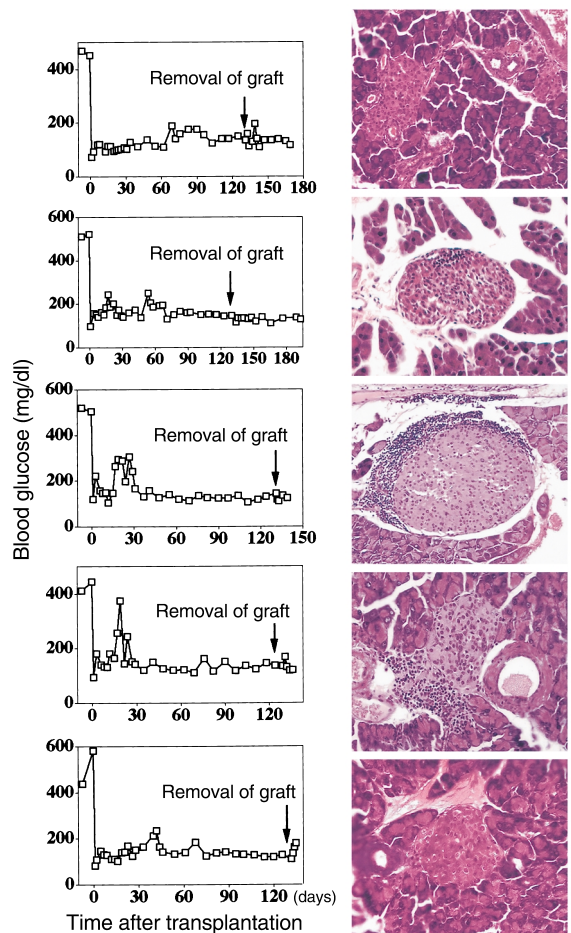 Blood glucose (mg/dl)
Removal of graft
400
200
0
0 30 60 90 120 140 180
600
Removal of graft
400
200
0
0 30 60 90 120 150 180
600
Removal of graft
400
200
0
0 30 60 90 120 150
400
Removal of graft
200
0
0 30 60 90 120
600
Removal of graft
400
200
0
0 30 60 90 120 (days)
Time after transplantation